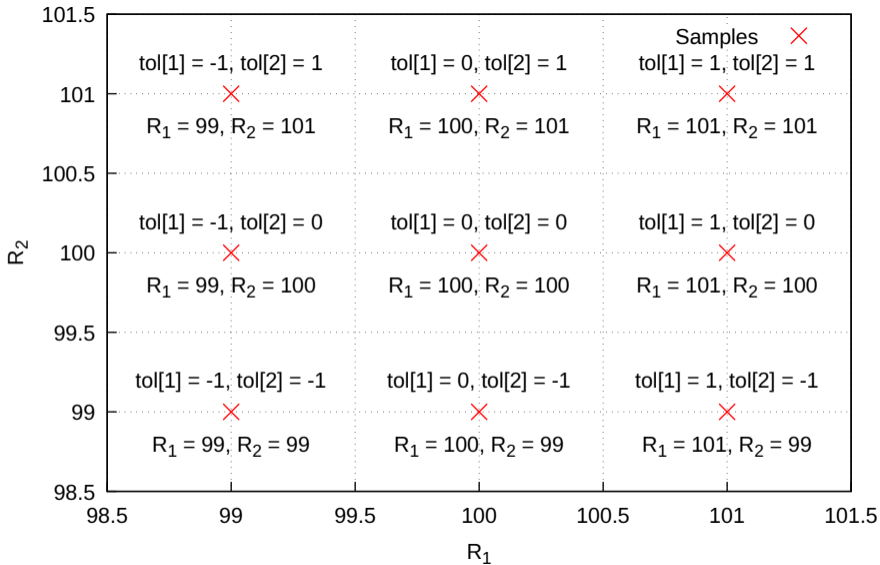 101.5
Samples
tol[1] = -1, tol[2] = 1
tol[1] = 0, tol[2] = 1
tol[1] = 1, tol[2] = 1
101
R₁ = 99, R₂ = 101
R₁ = 100, R₂ = 101
R₁ = 101, R₂ = 101
100.5
tol[1] = -1, tol[2] = 0
tol[1] = 0, tol[2] = 0
tol[1] = 1, tol[2] = 0
R₂
100
R₁ = 99, R₂ = 100
R₁ = 100, R₂ = 100
R₁ = 101, R₂ = 100
99.5
tol[1] = -1, tol[2] = -1
tol[1] = 0, tol[2] = -1
tol[1] = 1, tol[2] = -1
99
R₁ = 99, R₂ = 99
R₁ = 100, R₂ = 99
R₁ = 101, R₂ = 99
98.5
98.5 99 99.5 100 100.5 101 101.5
R₁